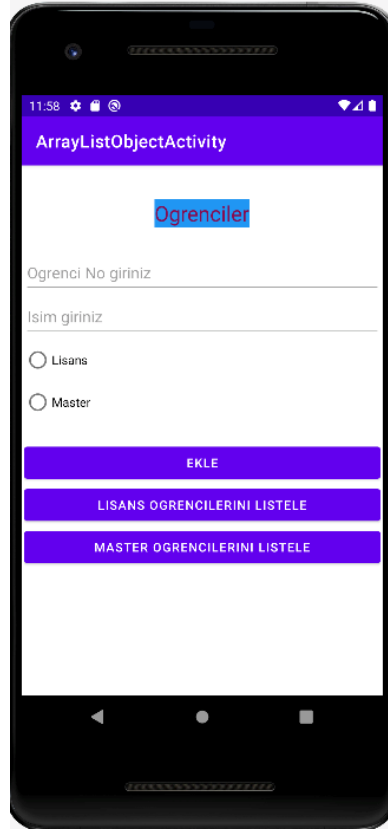 11:58
ArrayListObjectActivity
Ogrenciler
Ogrenci No giriniz
Isim giriniz
Lisans
Master
EKLE
LISANS OGRENCILERINI LISTELE
MASTER OGRENCILERINI LISTELE